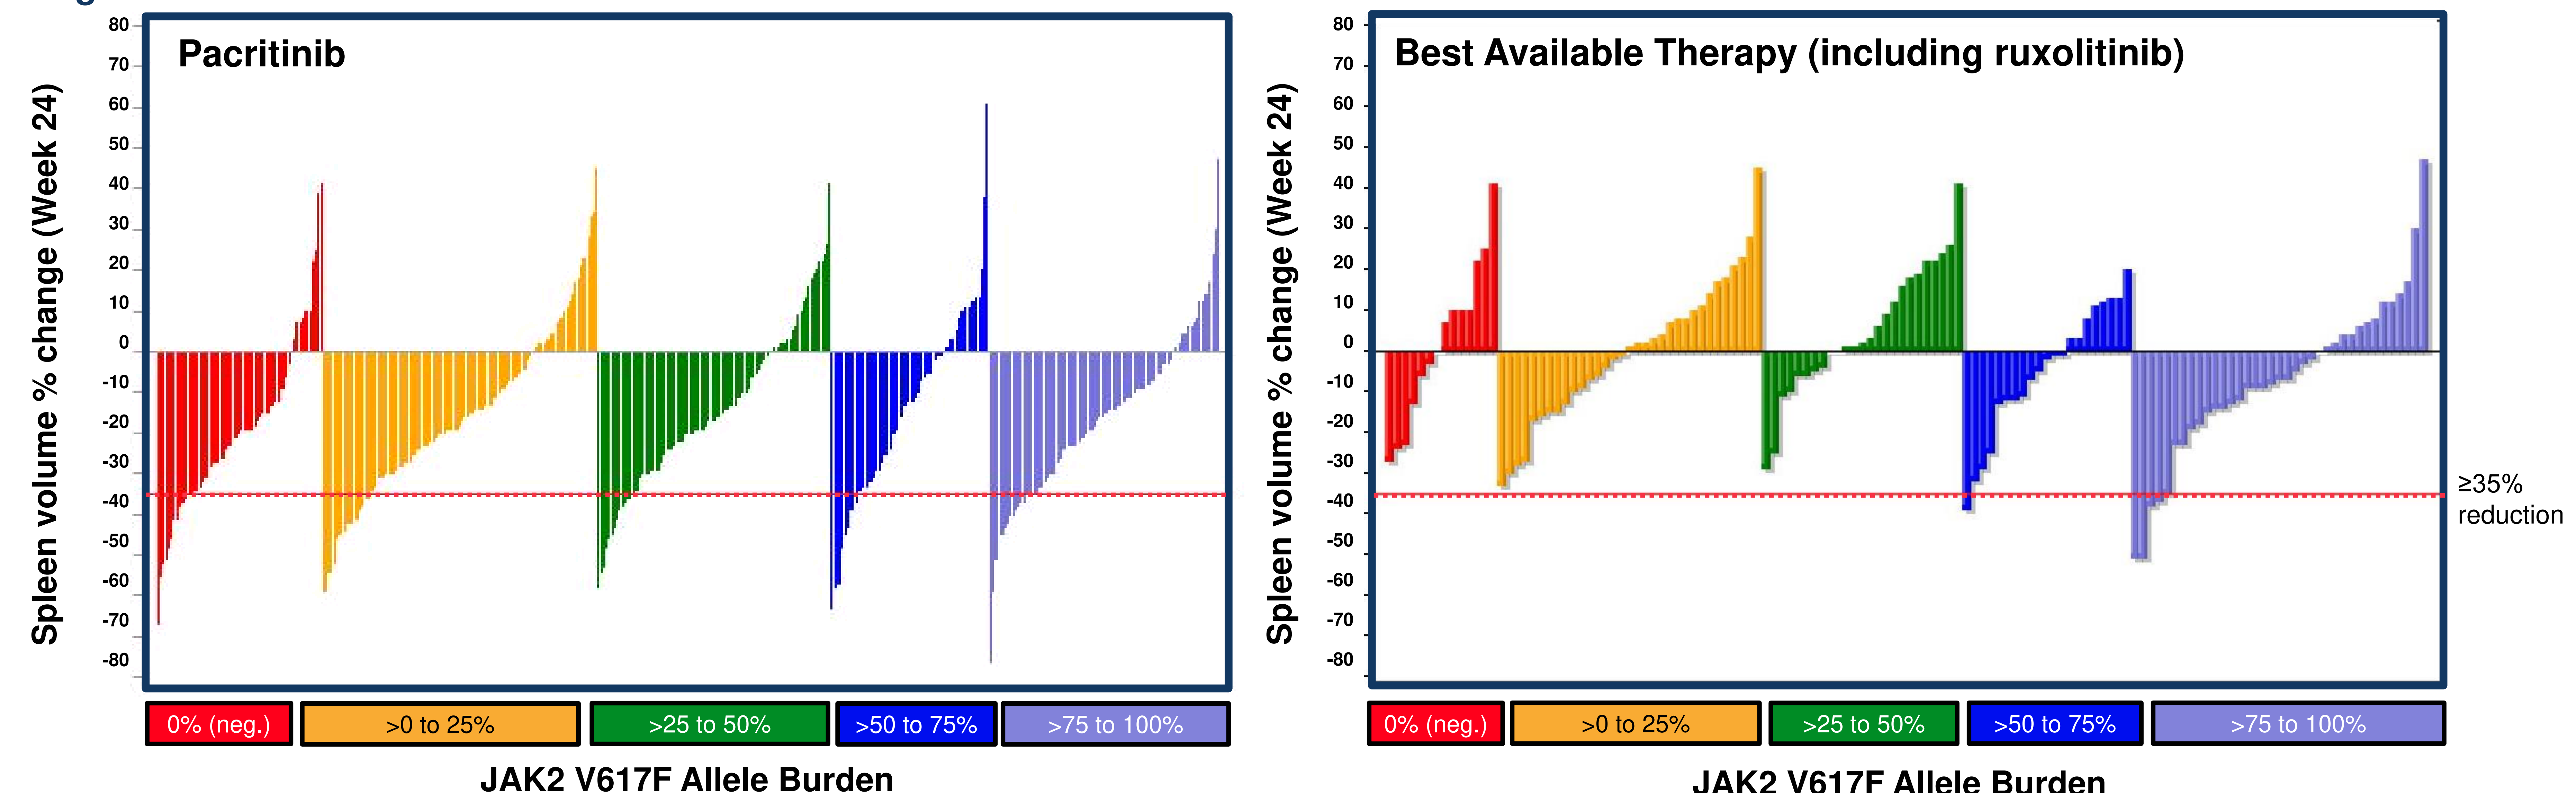 Pacritinib
Spleen volume % change (Week 24)
80
70
60
50
40
30
20
10
0
-10
-20
-30
-40
-50
-60
-70
-80
0% (neg.)
>0 to 25%
>25 to 50%
>50 to 75%
>75 to 100%
JAK2 V617F Allele Burden
Best Available Therapy (including ruxolitinib)
Spleen volume % change (Week 24)
80
70
60
50
40
30
20
10
0
-10
-20
-30
-40
-50
-60
-70
-80
≥35%
reduction
0% (neg.)
>0 to 25%
>25 to 50%
>50 to 75%
>75 to 100%
JAK2 V617F Allele Burden